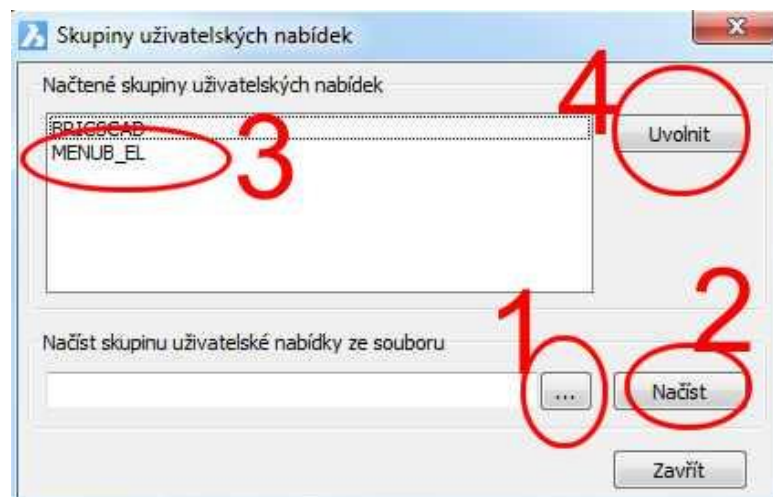 Skupiny uživatelských nabídek
Načtené skupiny uživatelských nabídek
4
BRICSCAD
Uvolnit
MENUB_EL
3
Načíst skupinu uživatelské nabídky ze souboru
1
2
...
Načíst
Zavřít